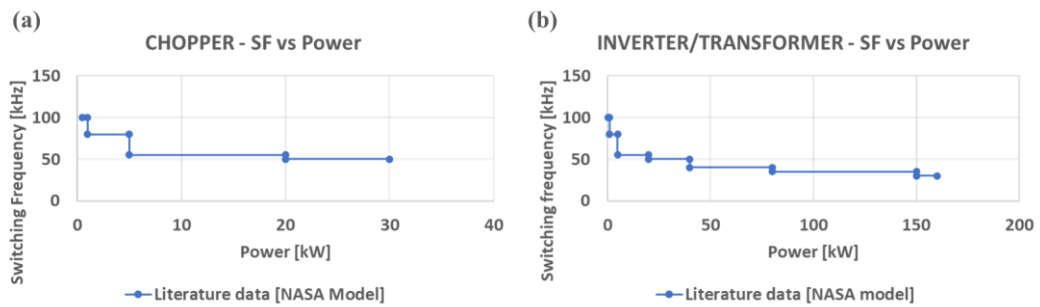 (a)
CHOPPER - SF vs Power
Switching Frequency [kHz]
150
100
50
0
0 10 20 30 40
Power [kW]
Literature data [NASA Model]
(b)
INVERTER/TRANSFORMER - SF vs Power
Switching frequency [kHz]
150
100
50
0
0 50 100 150 200
Power [kW]
Literature data [NASA model]